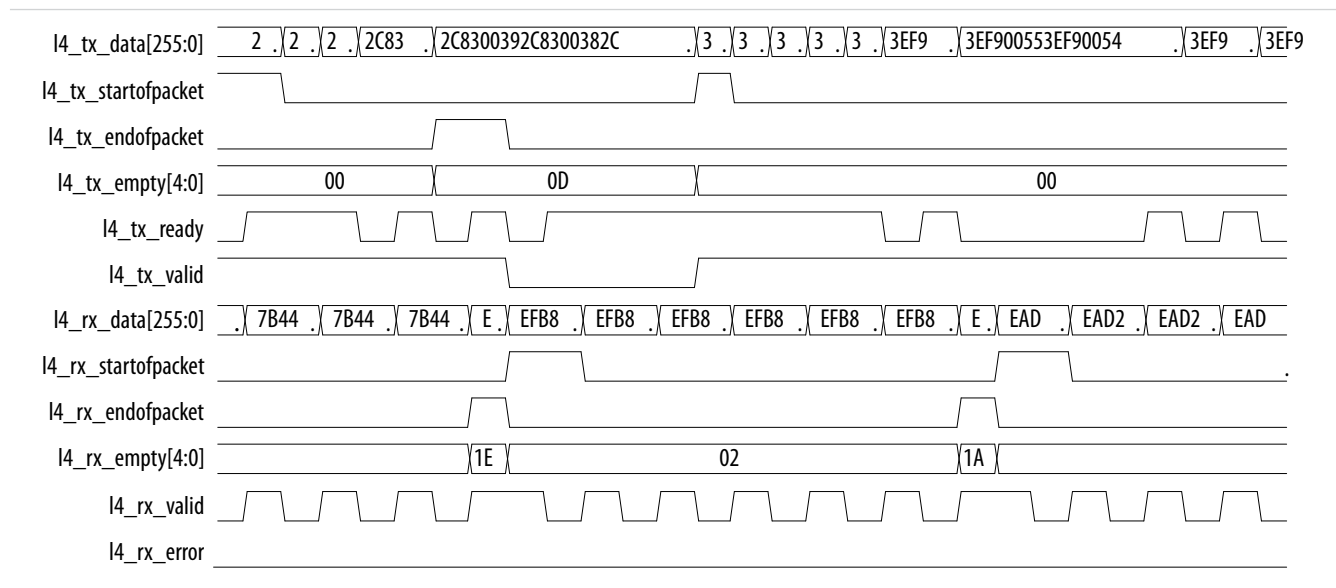 l4_tx_data[255:0] 2 . 2 . 2 . 2C83 . 2C8300392C8300382C . 3 . 3 . 3 . 3 . 3 . 3EF9 . 3EF900553EF90054 . 3EF9 . 3EF9
l4_tx_startofpacket
l4_tx_endofpacket
l4_tx_empty[4:0] 00 0D 00
l4_tx_ready
l4_tx_valid
l4_rx_data[255:0] . 7B44 . 7B44 . 7B44 . E . EFB8 . EFB8 . EFB8 . EFB8 . EFB8 . EFB8 . E . EAD . EAD2 . EAD2 . EAD
l4_rx_startofpacket .
l4_rx_endofpacket
l4_rx_empty[4:0] 1E 02 1A
l4_rx_valid
l4_rx_error